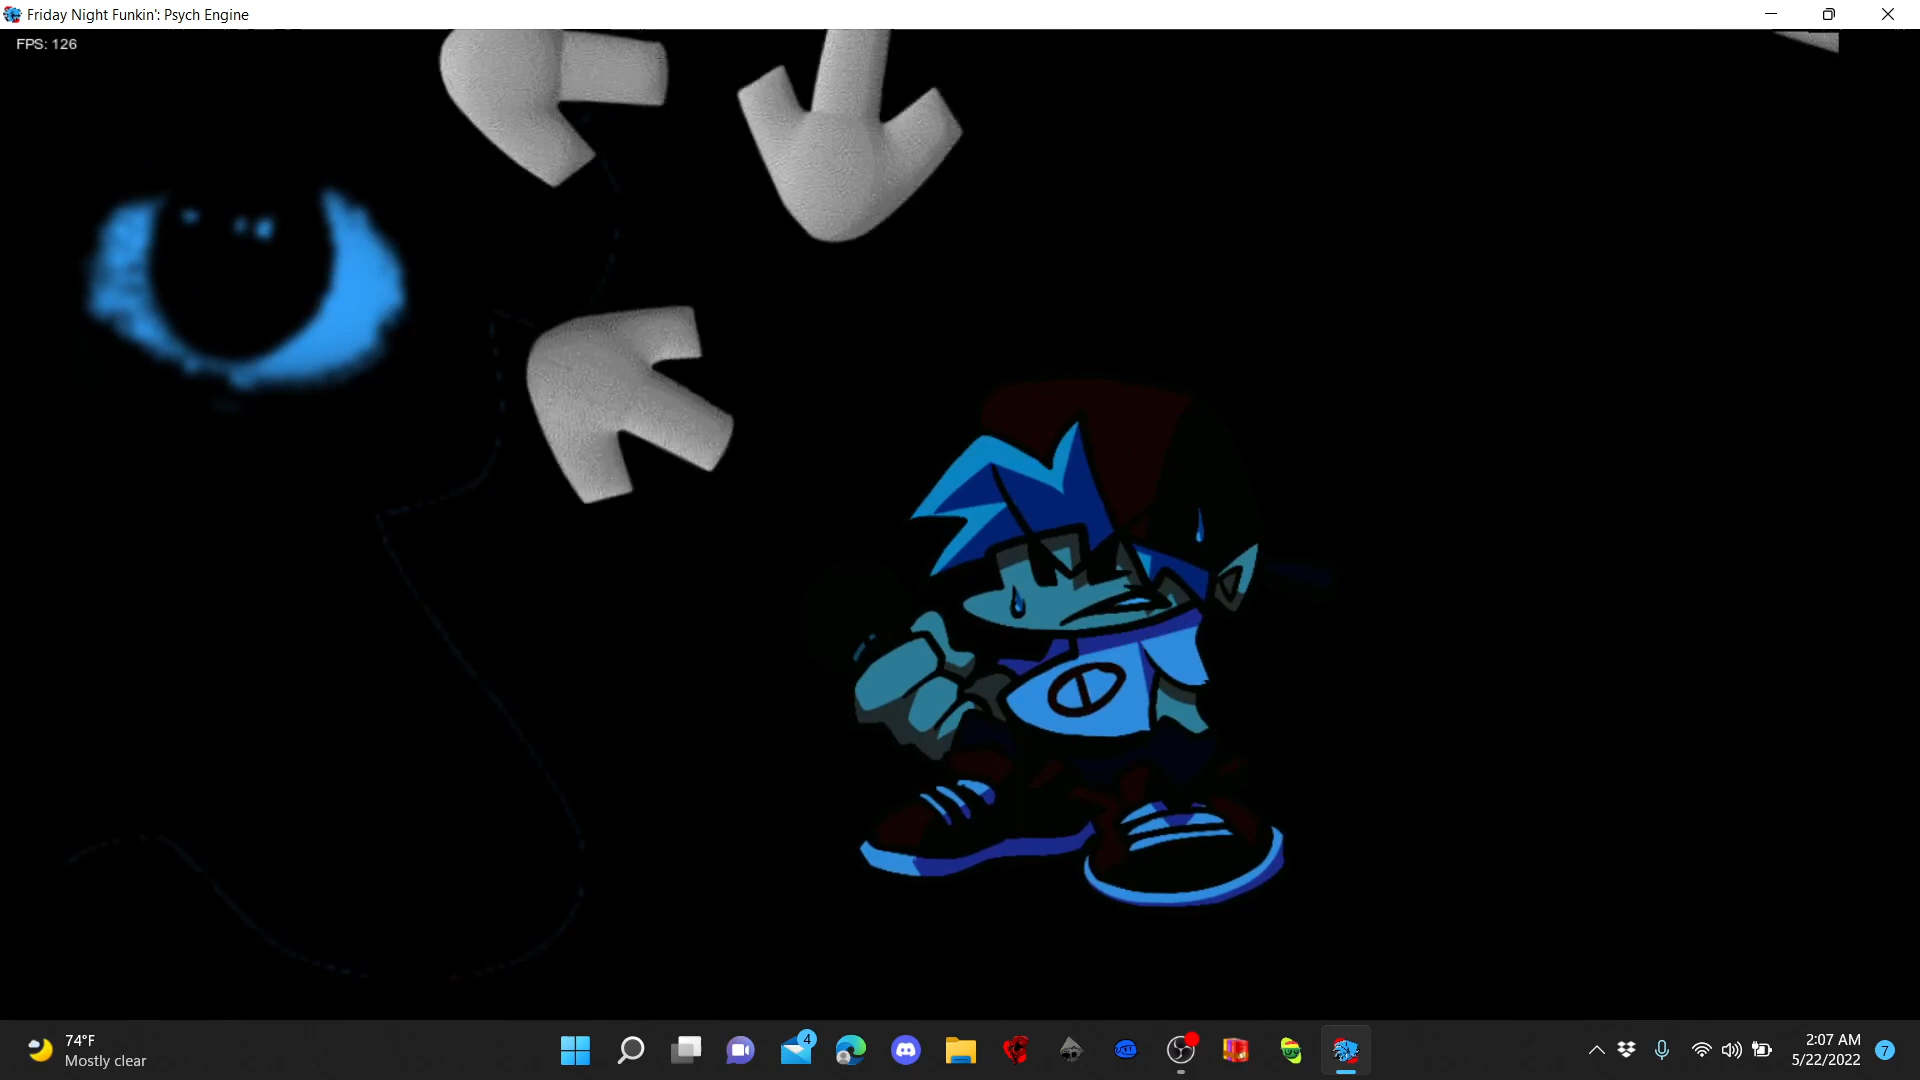 Friday Night Funkin': Psych Engine
FPS: 126
74°F
Mostly clear
4
2:07 AM
5/22/2022
7